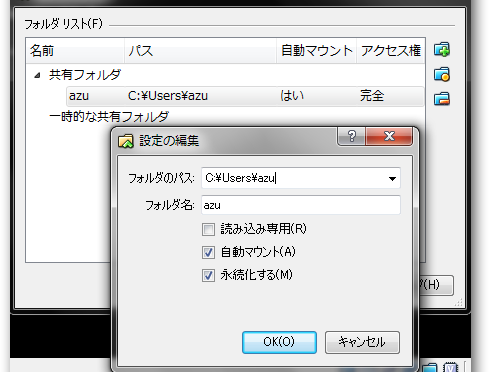 フォルダ リスト(F)
名前 パス 自動マウント アクセス権
共有フォルダ
azu C:¥Users¥azu はい 完全
一時的な共有フォルダ
設定の編集
フォルダのパス: C:¥Users¥azu
フォルダ名: azu
読み込み専用(R)
自動マウント(A)
永続化する(M)
(H)
OK(O) キャンセル